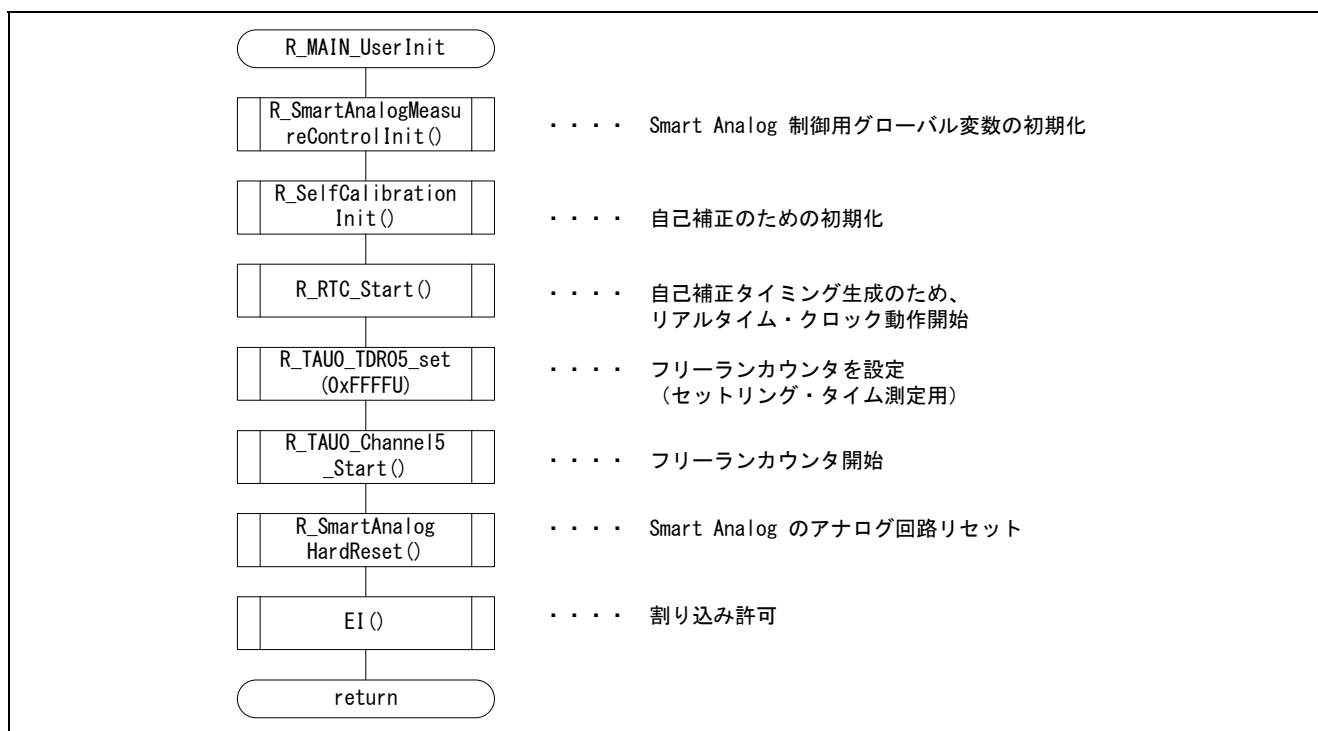 R_MAIN_UserInit
R_SmartAnalogMeasu
reControlInit()
・・・・ Smart Analog 制御用グローバル変数の初期化
R_SelfCalibration
Init()
・・・・ 自己補正のための初期化
R_RTC_Start()
・・・・ 自己補正タイミング生成のため、
リアルタイム・クロック動作開始
R_TAU0_TDR05_set
(0xFFFFU)
・・・・ フリーランカウンタを設定
（セットリング・タイム測定用）
R_TAU0_Channel5
_Start()
・・・・ フリーランカウンタ開始
R_SmartAnalog
HardReset()
・・・・ Smart Analog のアナログ回路リセット
EI()
・・・・ 割り込み許可
return